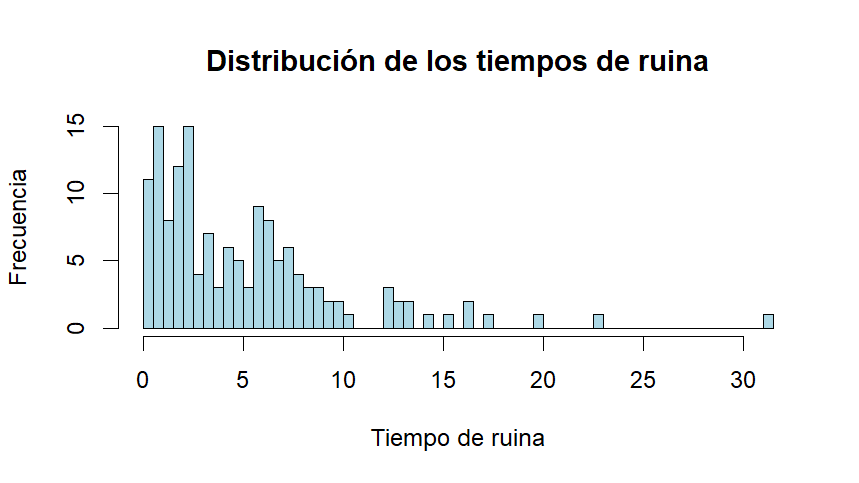 Distribución de los tiempos de ruina
Frecuencia
15
10
5
0
0 5 10 15 20 25 30
Tiempo de ruina